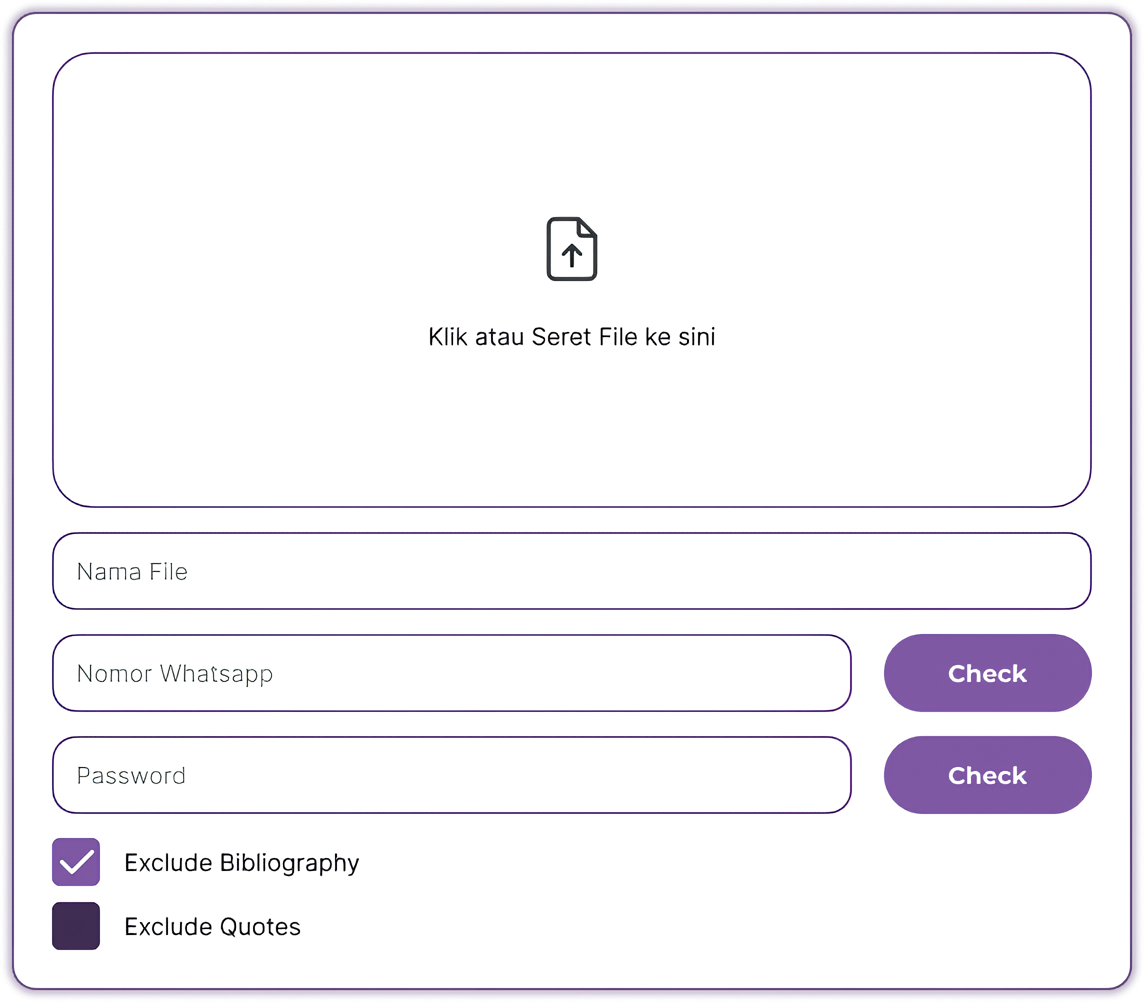 Klik atau Seret File ke sini
Nama File
Nomor Whatsapp
Check
Password
Check
Exclude Bibliography
Exclude Quotes